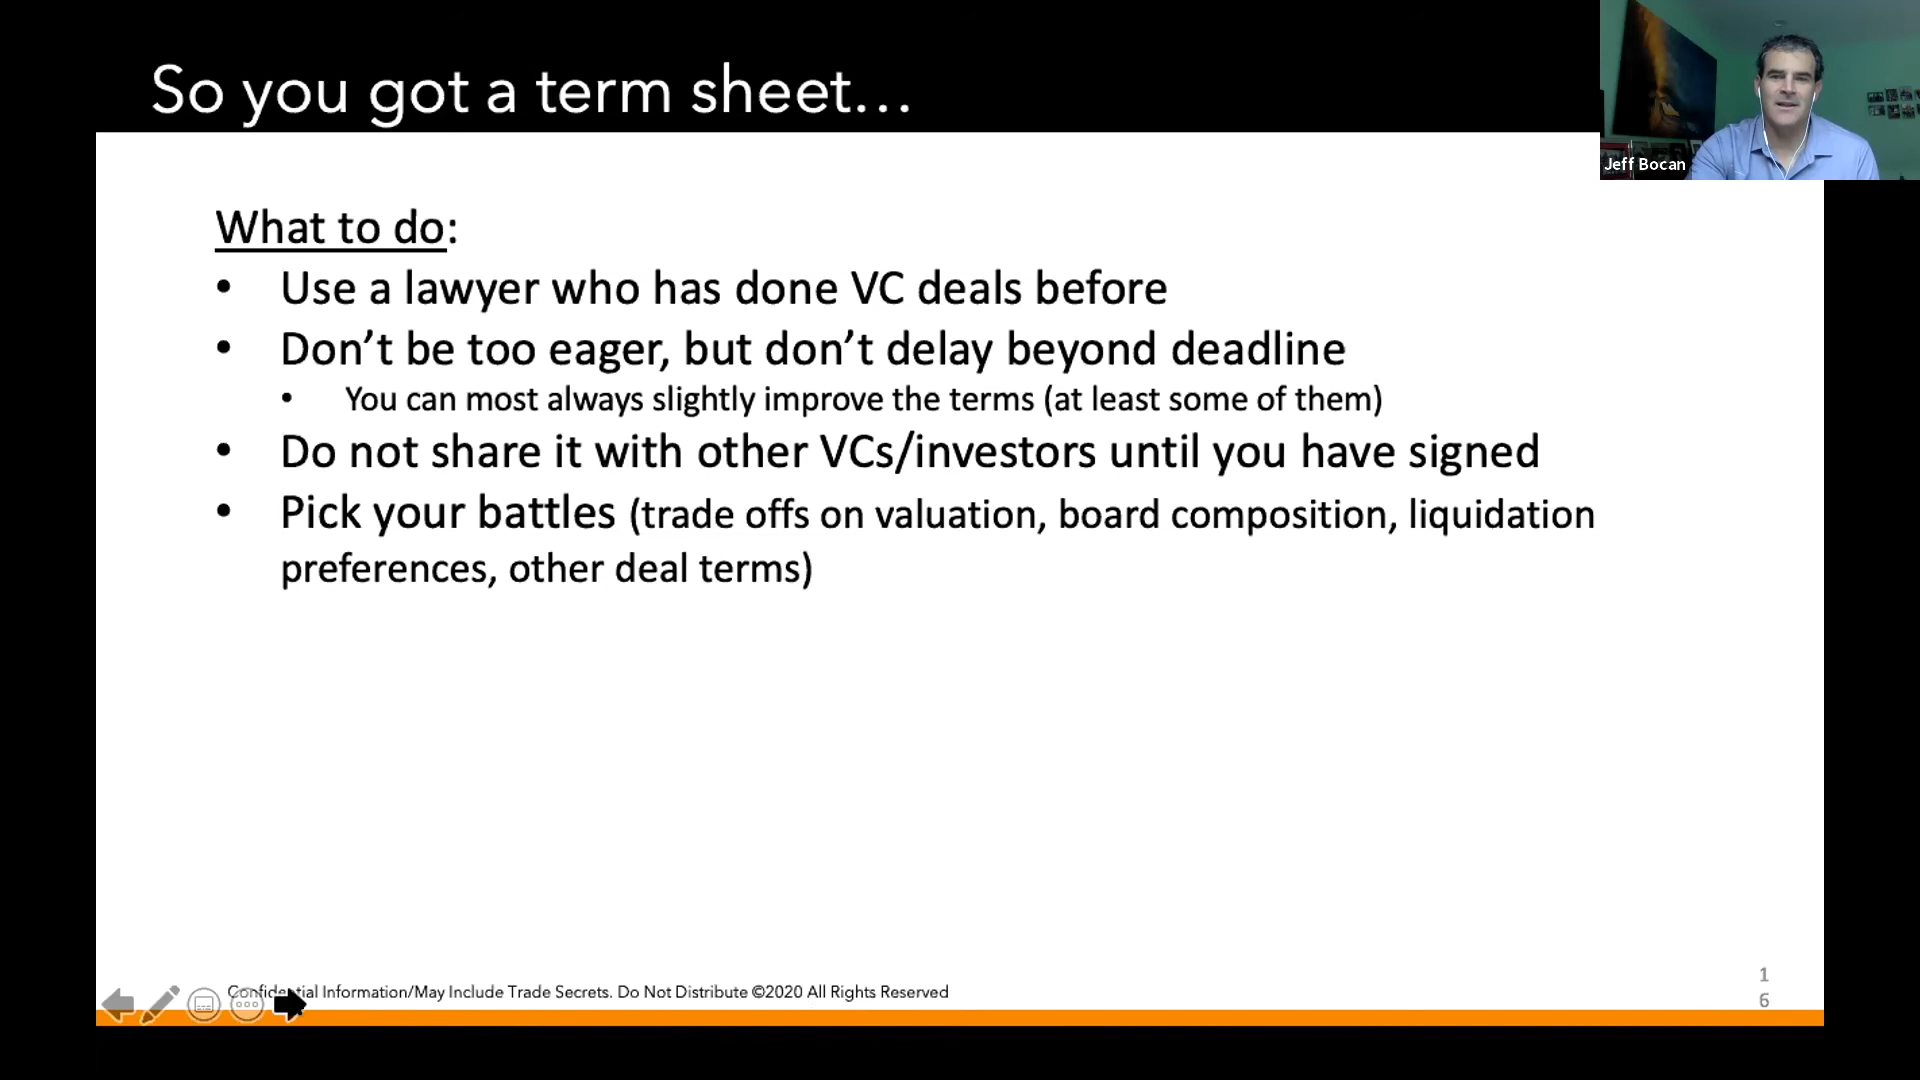 So you got a term sheet...
Jeff Bocan
What to do:
• Use a lawyer who has done VC deals before
• Don’t be too eager, but don’t delay beyond deadline
• You can most always slightly improve the terms (at least some of them)
• Do not share it with other VCs/investors until you have signed
• Pick your battles (trade offs on valuation, board composition, liquidation
preferences, other deal terms)
Confidential Information/May Include Trade Secrets. Do Not Distribute ©2020 All Rights Reserved
1
6